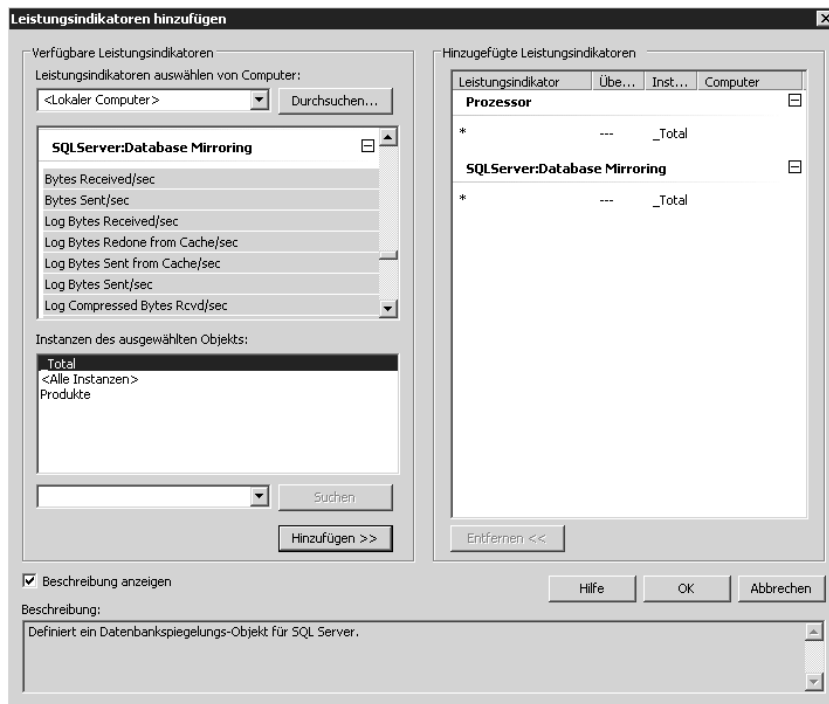 Leistungsindikatoren hinzufügen
Verfügbare Leistungsindikatoren
Leistungsindikatoren auswählen von Computer:
<Lokaler Computer>
Durchsuchen...
SQLServer:Database Mirroring
Bytes Received/sec
Bytes Sent/sec
Log Bytes Received/sec
Log Bytes Redone from Cache/sec
Log Bytes Sent from Cache/sec
Log Bytes Sent/sec
Log Compressed Bytes Rcvd/sec
Instanzen des ausgewählten Objekts:
_Total
<Alle Instanzen>
Produkte
Suchen
Hinzufügen >>
Hinzugefügte Leistungsindikatoren
Leistungsindikator Übe... Inst... Computer
Prozessor
* --- _Total
SQLServer:Database Mirroring
* --- _Total
Entfernen <<
Beschreibung anzeigen
Hilfe
OK
Abbrechen
Beschreibung:
Definiert ein Datenbankspiegelungs-Objekt für SQL Server.